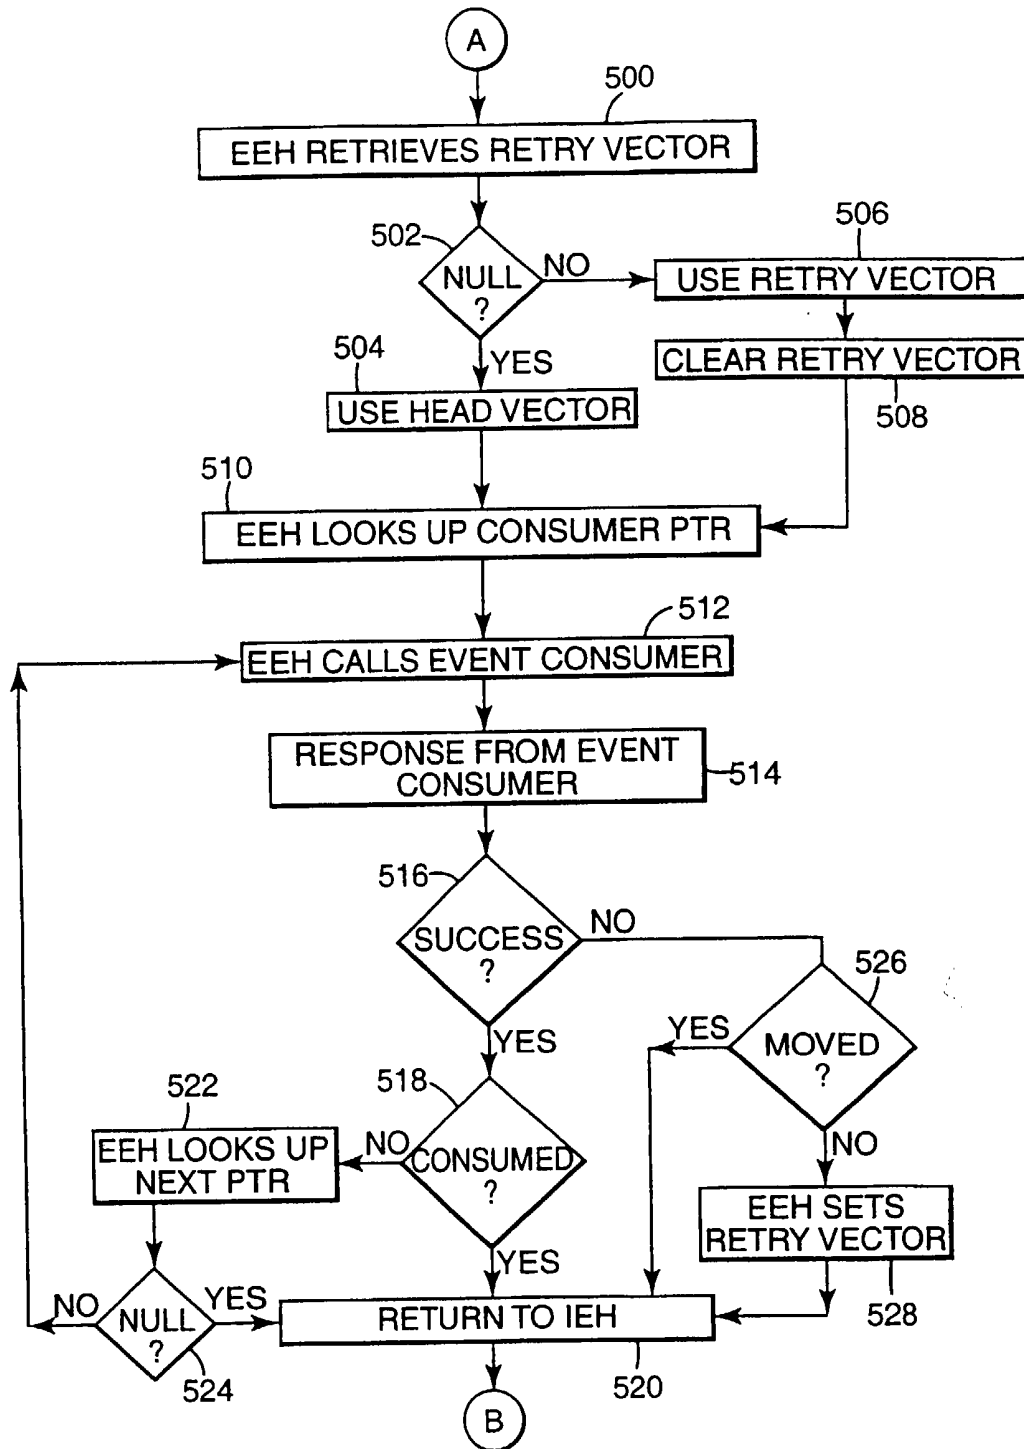 A
500
EEH RETRIEVES RETRY VECTOR
502
NULL
?
NO
506
USE RETRY VECTOR
YES
504
USE HEAD VECTOR
CLEAR RETRY VECTOR
508
510
EEH LOOKS UP CONSUMER PTR
512
EEH CALLS EVENT CONSUMER
RESPONSE FROM EVENT
CONSUMER
514
516
SUCCESS
?
NO
526
MOVED
?
YES
YES
518
CONSUMED
?
NO
522
EEH LOOKS UP
NEXT PTR
NO
EEH SETS
RETRY VECTOR
528
YES
524
NULL
?
NO
YES
RETURN TO IEH
520
B